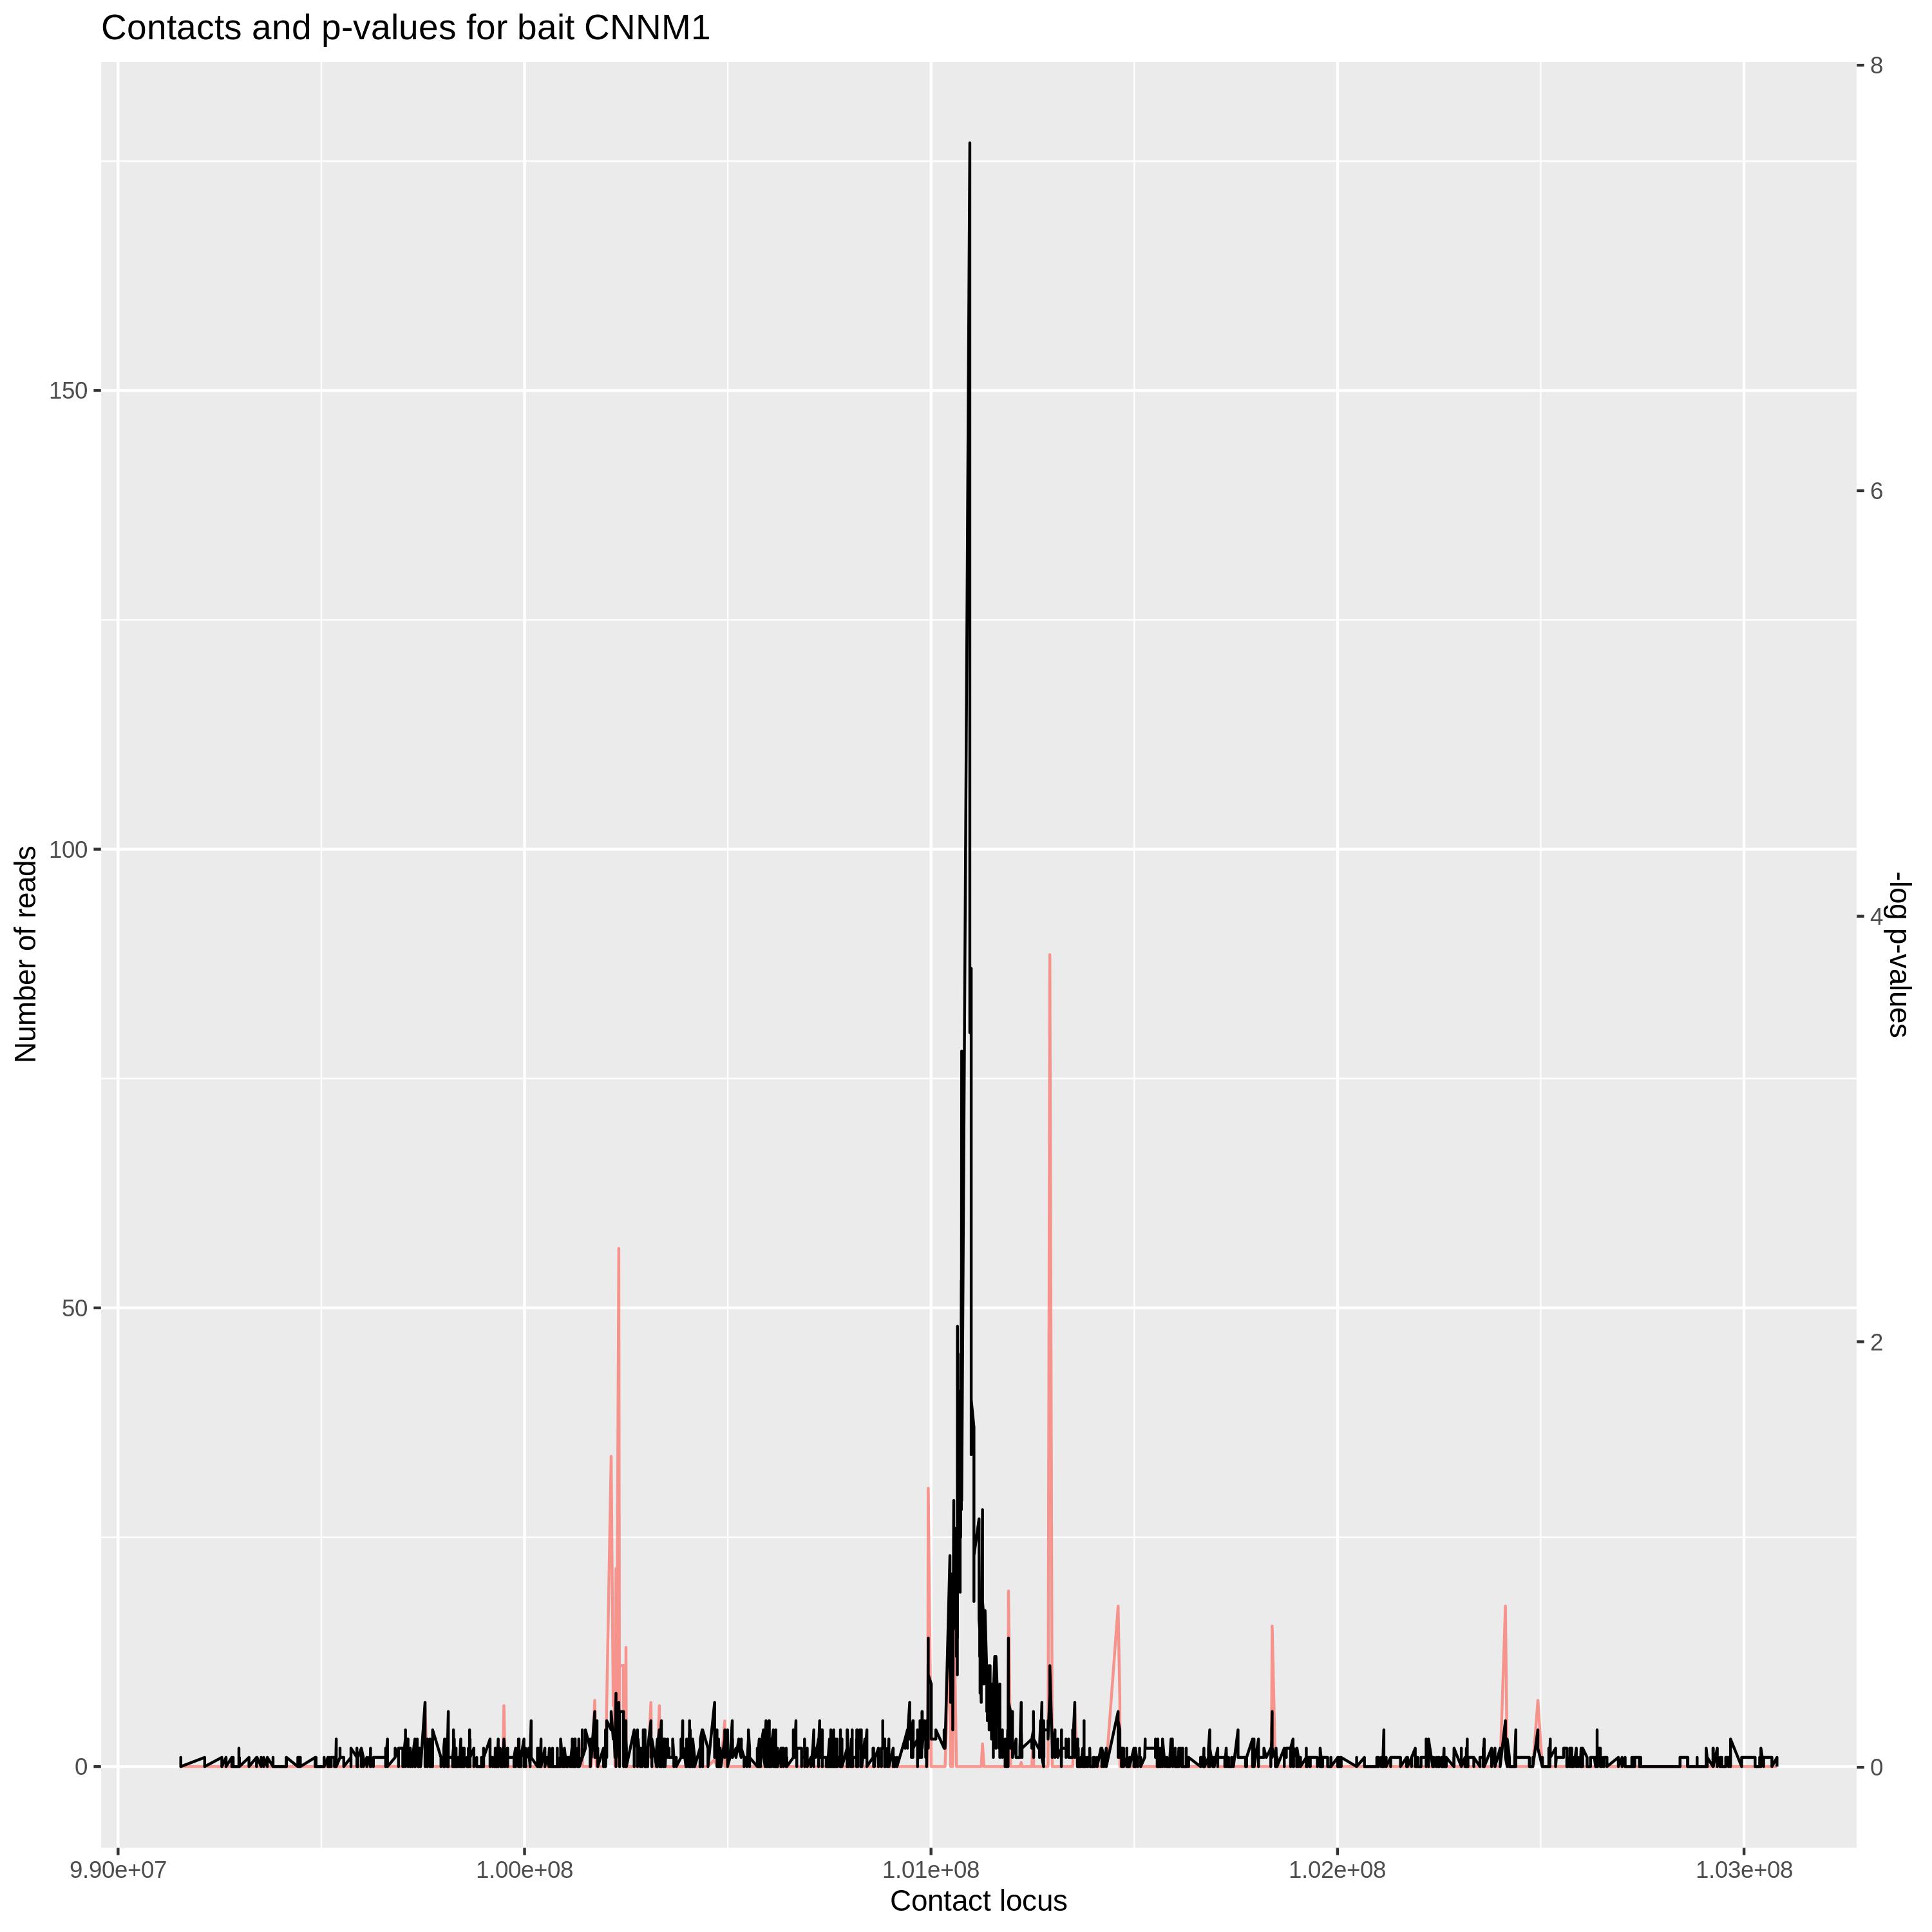 Contacts and p-values for bait CNNM1
Number of reads
150
100
50
0
8
6
4
2
0
-log p-values
9.90e+07
1.00e+08
1.01e+08
1.02e+08
1.03e+08
Contact locus